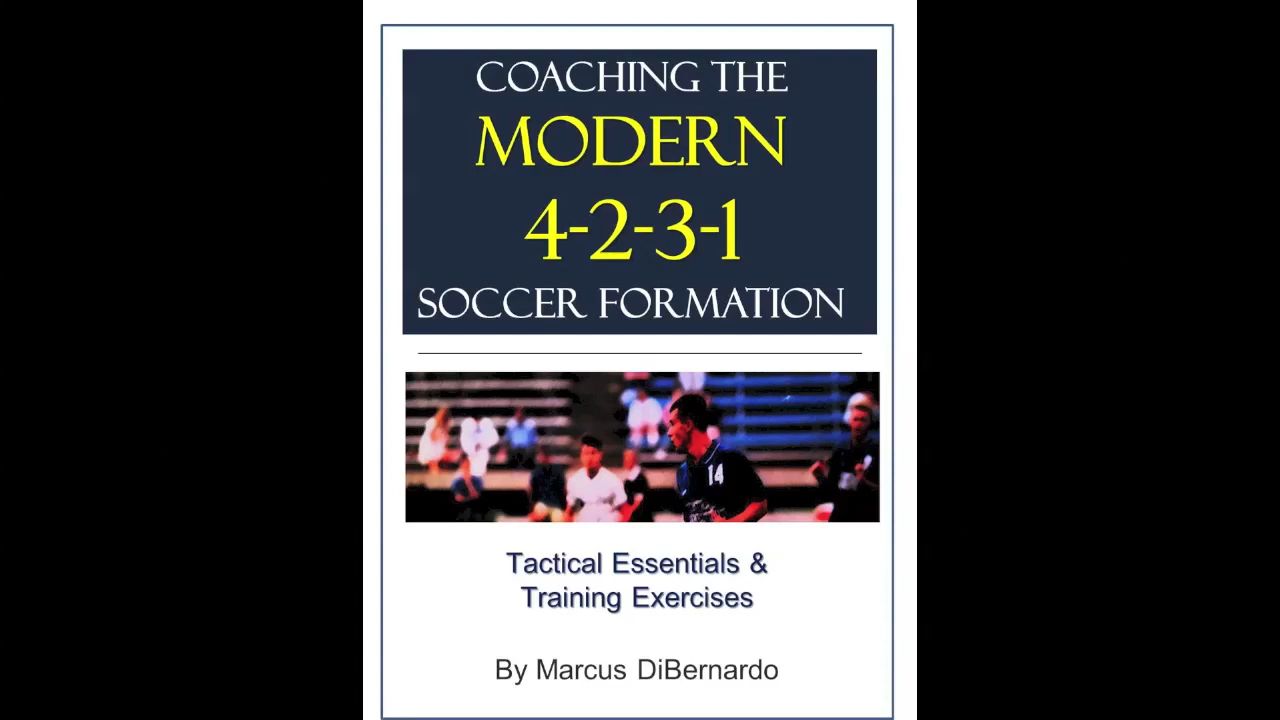 COACHING THE
MODERN
4-2-3-1
SOCCER FORMATION
14
Tactical Essentials &
Training Exercises
By Marcus DiBernardo